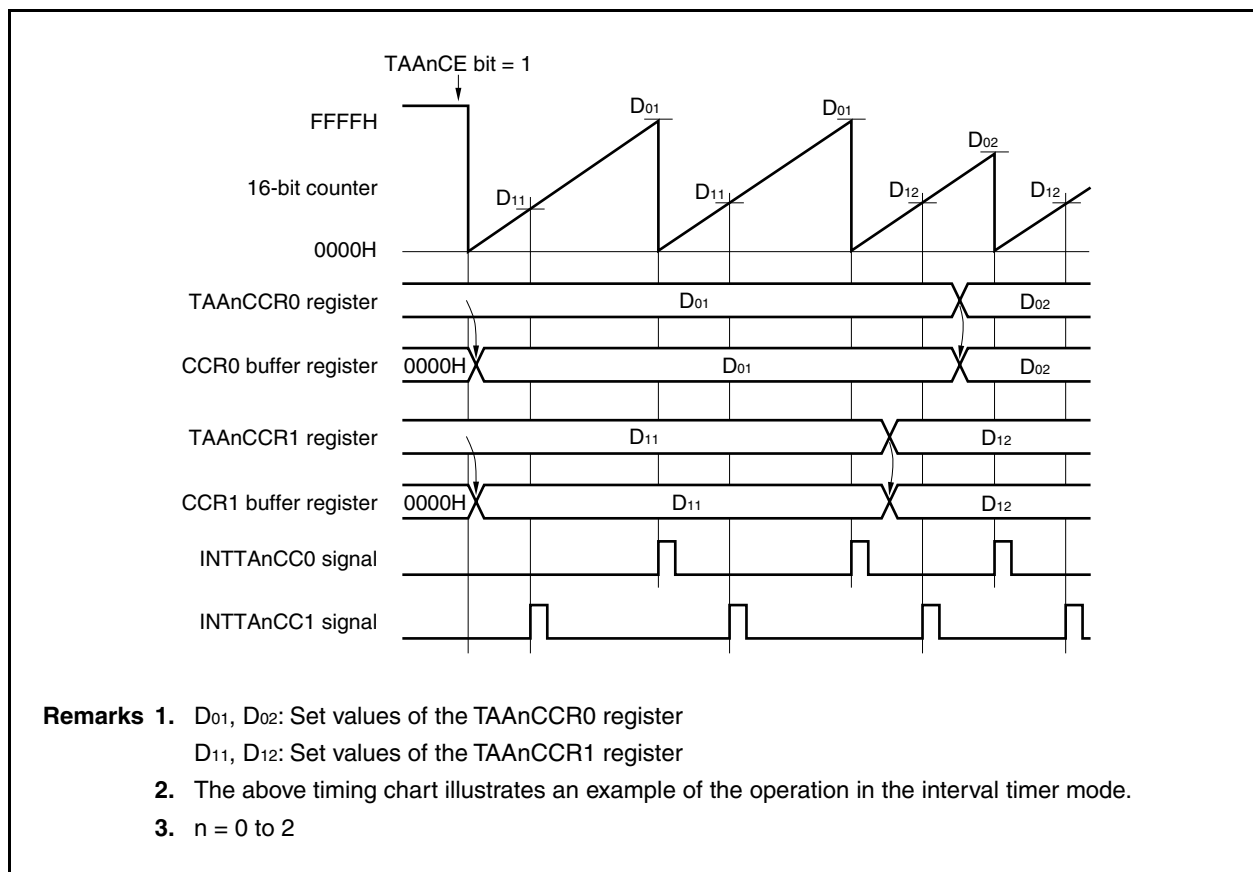 TAAnCE bit = 1
D01 D01
FFFFH
D02
16-bit counter
D11 D11 D12 D12
0000H
TAAnCCR0 register D01 D02
CCR0 buffer register 0000H D01 D02
TAAnCCR1 register D11 D12
CCR1 buffer register 0000H D11 D12
INTTAnCC0 signal
INTTAnCC1 signal
Remarks 1. D01, D02: Set values of the TAAnCCR0 register
D11, D12: Set values of the TAAnCCR1 register
2. The above timing chart illustrates an example of the operation in the interval timer mode.
3. n = 0 to 2